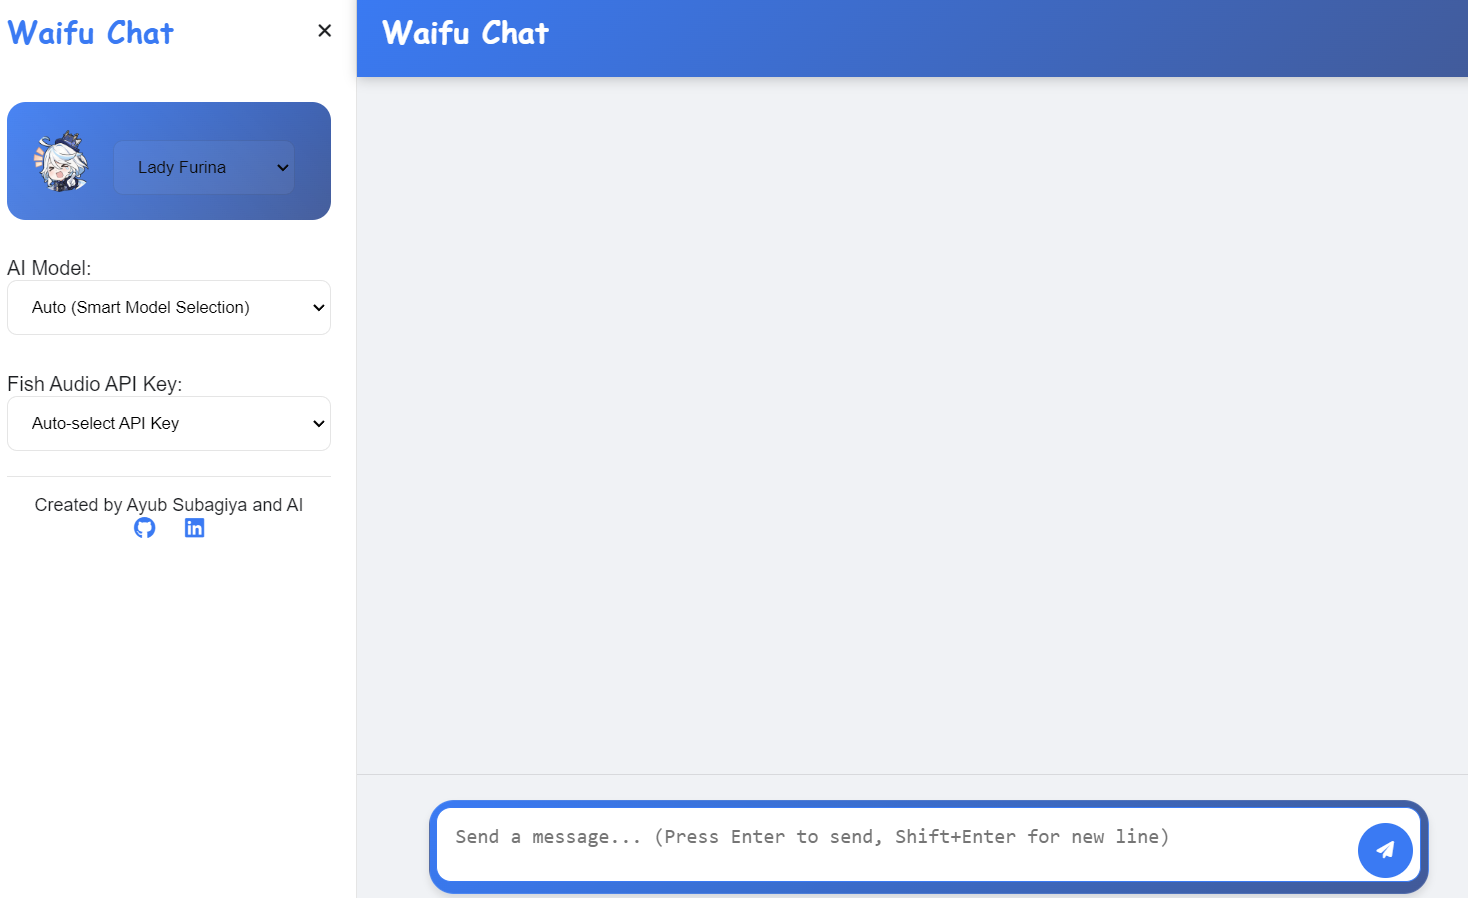 Waifu Chat
Lady Furina
AI Model:
Auto (Smart Model Selection)
Fish Audio API Key:
Auto-select API Key
Created by Ayub Subagiya and AI
Waifu Chat
Send a message... (Press Enter to send, Shift+Enter for new line)